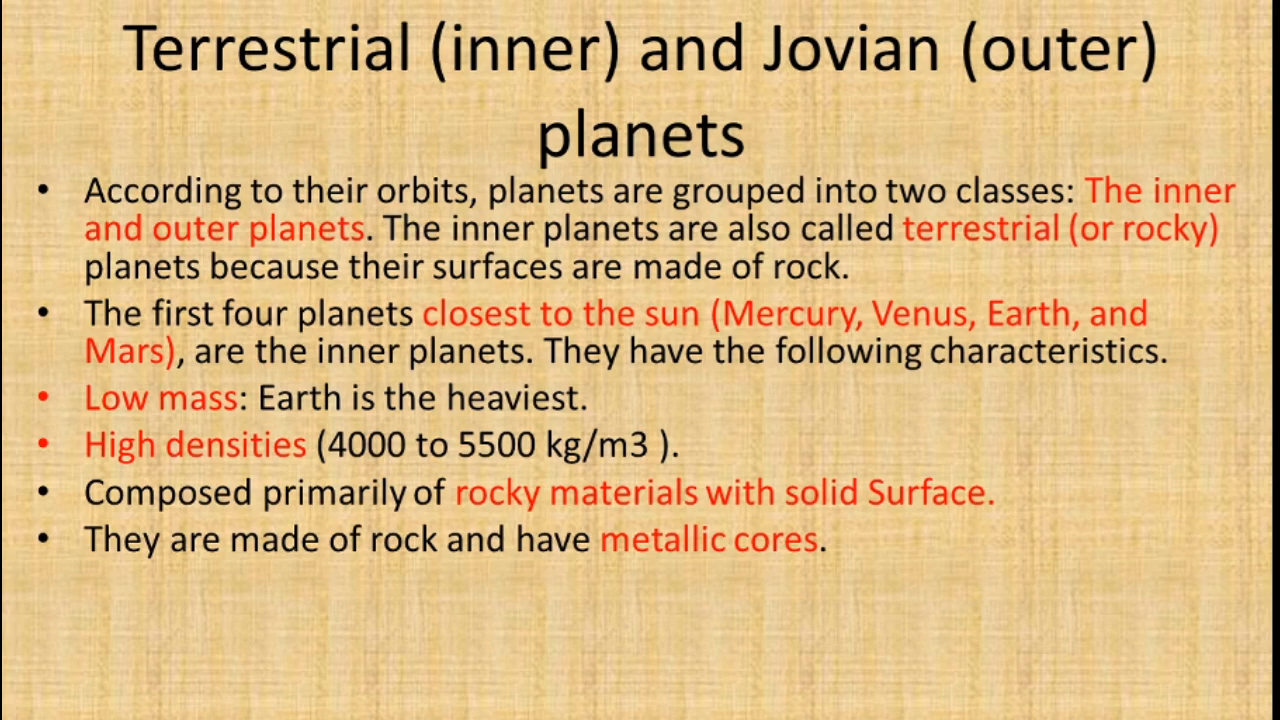 Terrestrial (inner) and Jovian (outer)
planets
• According to their orbits, planets are grouped into two classes: The inner
and outer planets. The inner planets are also called terrestrial (or rocky)
planets because their surfaces are made of rock.
• The first four planets closest to the sun (Mercury, Venus, Earth, and
Mars), are the inner planets. They have the following characteristics.
• Low mass: Earth is the heaviest.
• High densities (4000 to 5500 kg/m3 ).
• Composed primarily of rocky materials with solid Surface.
• They are made of rock and have metallic cores.